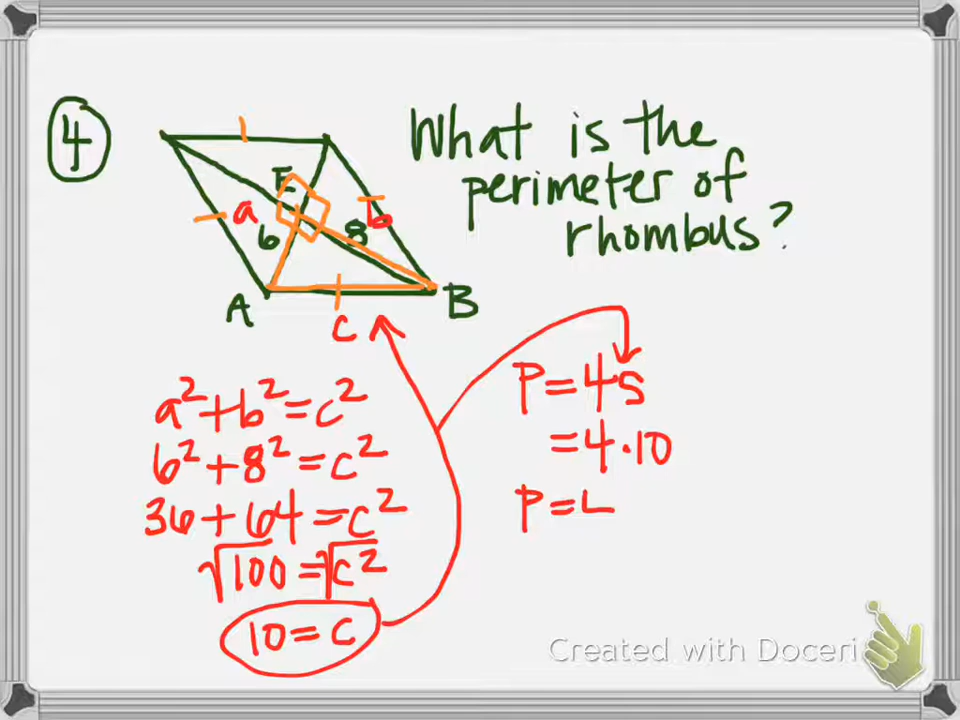 4
What is the
perimeter of
rhombus?
E
a
b
6
8
A
B
C
a²+b²=c²
6²+8²=c²
36+64=c²
√100=√c²
10=c
P=4s
=4·10
P=
Created with Doceri